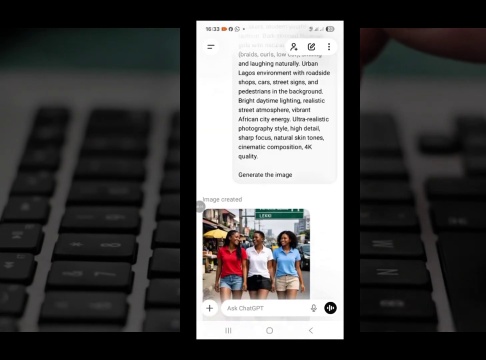 16:33
(braids, curls, low cut), smiling
and laughing naturally. Urban
Lagos environment with roadside
shops, cars, street signs, and
pedestrians in the background.
Bright daytime lighting, realistic
street atmosphere, vibrant
African city energy. Ultra-realistic
photography style, high detail,
sharp focus, natural skin tones,
cinematic composition, 4K
quality.
Generate the image
Image created
LEKKI
Ask ChatGPT